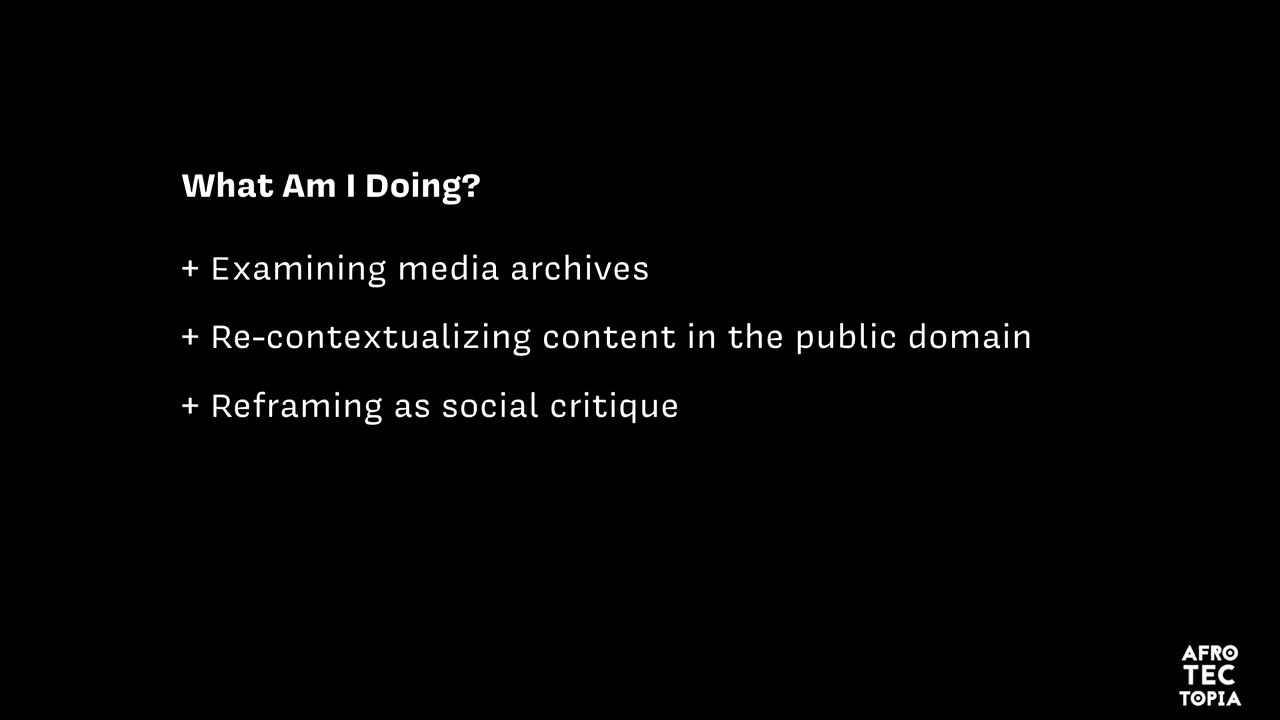 What Am I Doing?
+ Examining media archives
+ Re-contextualizing content in the public domain
+ Reframing as social critique
AFRO
TEC
TOPIA